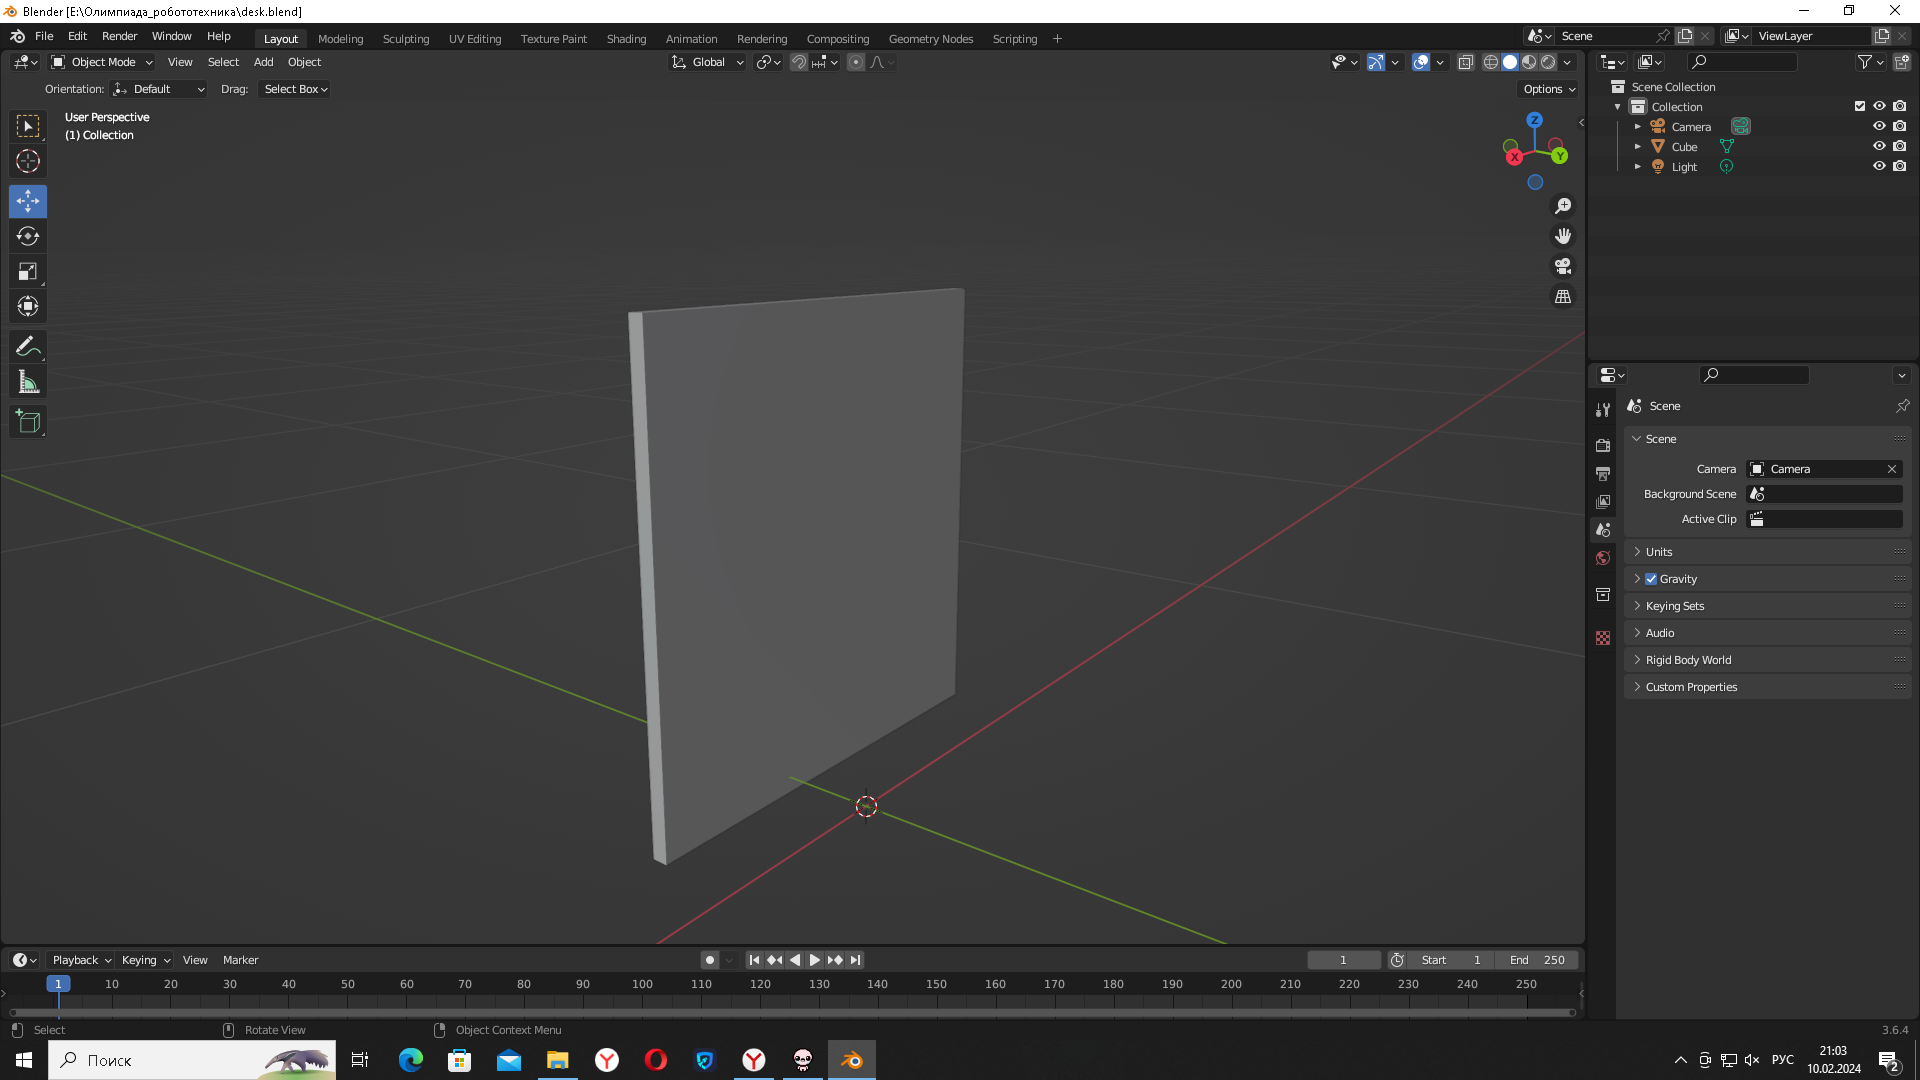 Blender [E:\Олимпиада_робототехника\desk.blend]
File Edit Render Window Help Layout Modeling Sculpting UV Editing Texture Paint Shading Animation Rendering Compositing Geometry Nodes Scripting + Scene ViewLayer
Object Mode View Select Add Object Global
Orientation: Default Drag: Select Box Options
User Perspective
(1) Collection
Z
X
Y
Scene Collection
Collection
Camera
Cube
Light
Scene
Scene
Camera Camera
Background Scene
Active Clip
Units
Gravity
Keying Sets
Audio
Rigid Body World
Custom Properties
Playback Keying View Marker 1 Start 1 End 250
1 10 20 30 40 50 60 70 80 90 100 110 120 130 140 150 160 170 180 190 200 210 220 230 240 250
Select Rotate View Object Context Menu 3.6.4
Поиск РУС 21:03
10.02.2024 2